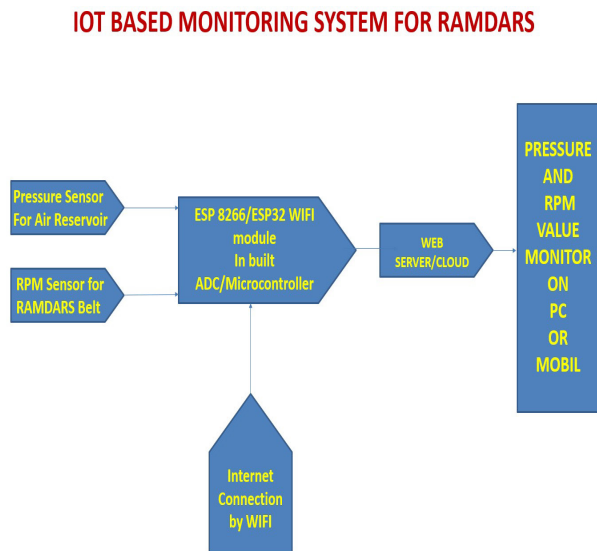 IOT BASED MONITORING SYSTEM FOR RAMDARS
Pressure Sensor
For Air Reservoir
RPM Sensor for
RAMDARS Belt
ESP 8266/ESP32 WIFI
module
In built
ADC/Microcontroller
Internet
Connection
by WIFI
WEB
SERVER/CLOUD
PRESSURE
AND
RPM
VALUE
MONITOR
ON
PC
OR
MOBIL